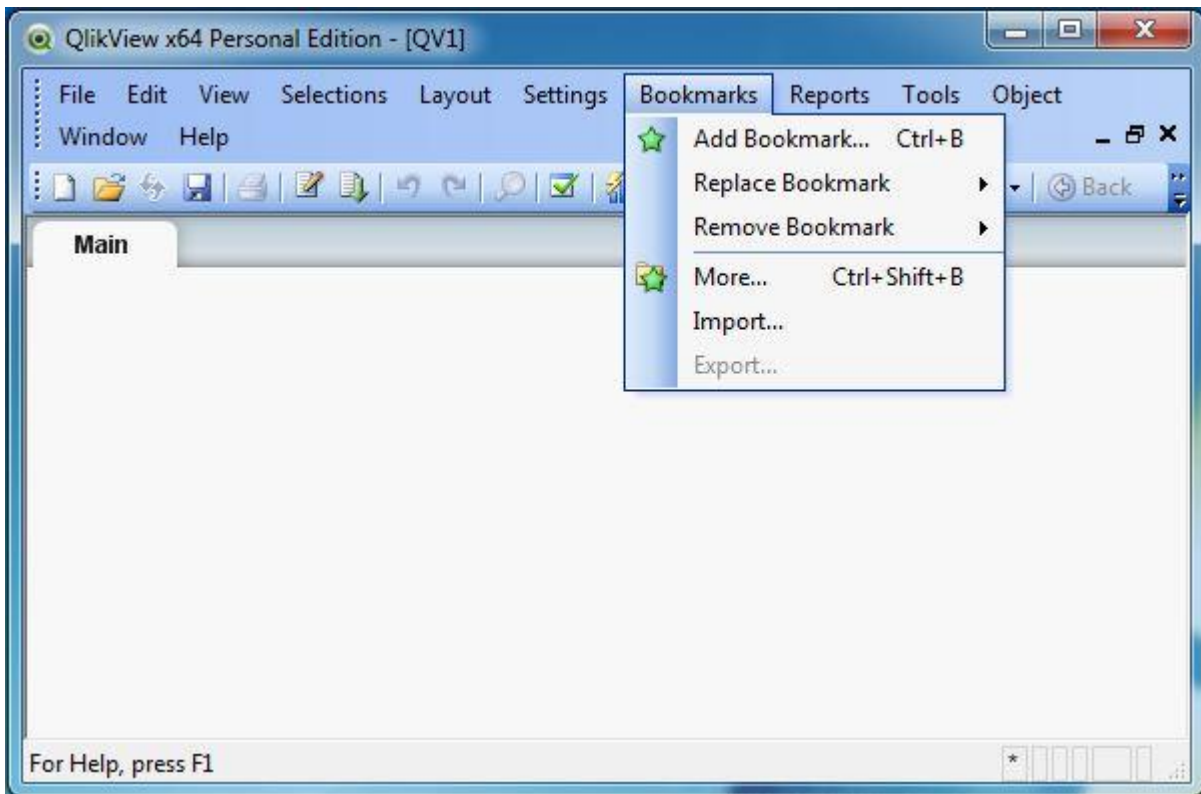 QlikView x64 Personal Edition - [QV1]
File Edit View Selections Layout Settings Bookmarks Reports Tools Object
Window Help
Add Bookmark... Ctrl+B
Replace Bookmark
Remove Bookmark
Back
Main
More... Ctrl+Shift+B
Import...
Export...
For Help, press F1
*